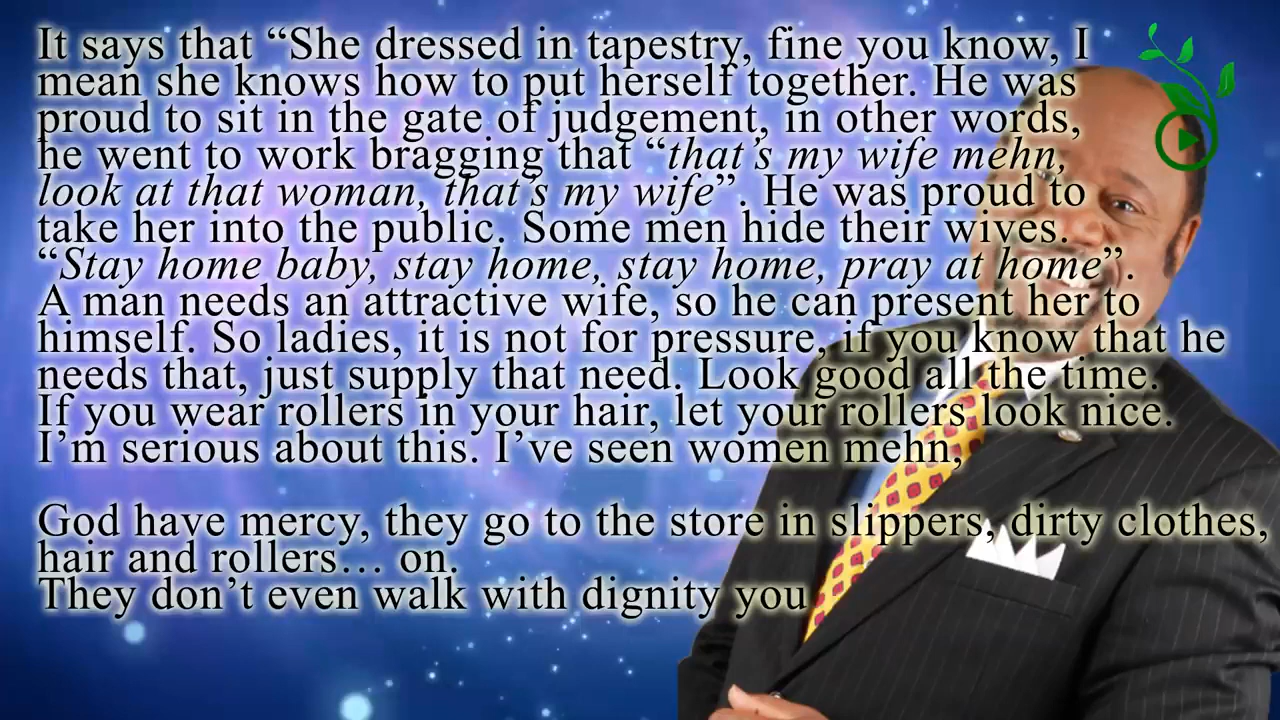 It says that “She dressed in tapestry, fine you know, I
mean she knows how to put herself together. He was
proud to sit in the gate of judgement, in other words,
he went to work bragging that “that’s my wife mehn,
look at that woman, that’s my wife”. He was proud to
take her into the public. Some men hide their wives.
“Stay home baby, stay home, stay home, pray at home”.
A man needs an attractive wife, so he can present her to
himself. So ladies, it is not for pressure, if you know that he
needs that, just supply that need. Look good all the time.
If you wear rollers in your hair, let your rollers look nice.
I’m serious about this. I’ve seen women mehn,
God have mercy, they go to the store in slippers, dirty clothes,
hair and rollers… on.
They don’t even walk with dignity you